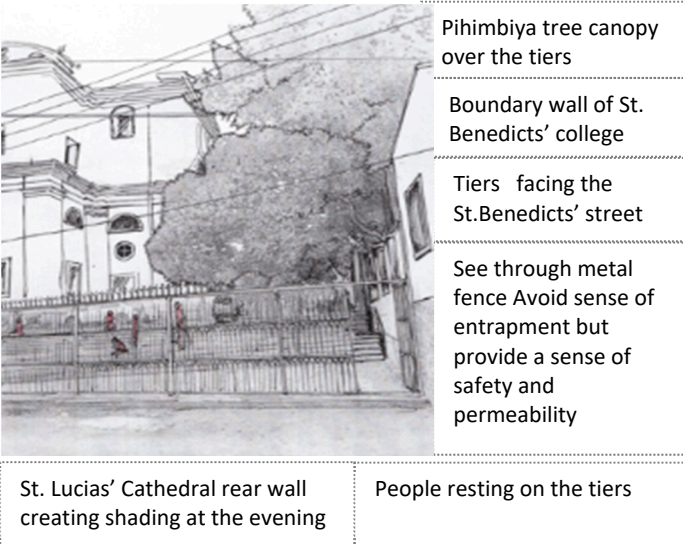 Pihimbiya tree canopy
over the tiers
Boundary wall of St.
Benedicts’ college
Tiers facing the
St.Benedicts’ street
See through metal
fence Avoid sense of
entrapment but
provide a sense of
safety and
permeability
St. Lucias’ Cathedral rear wall
creating shading at the evening
People resting on the tiers